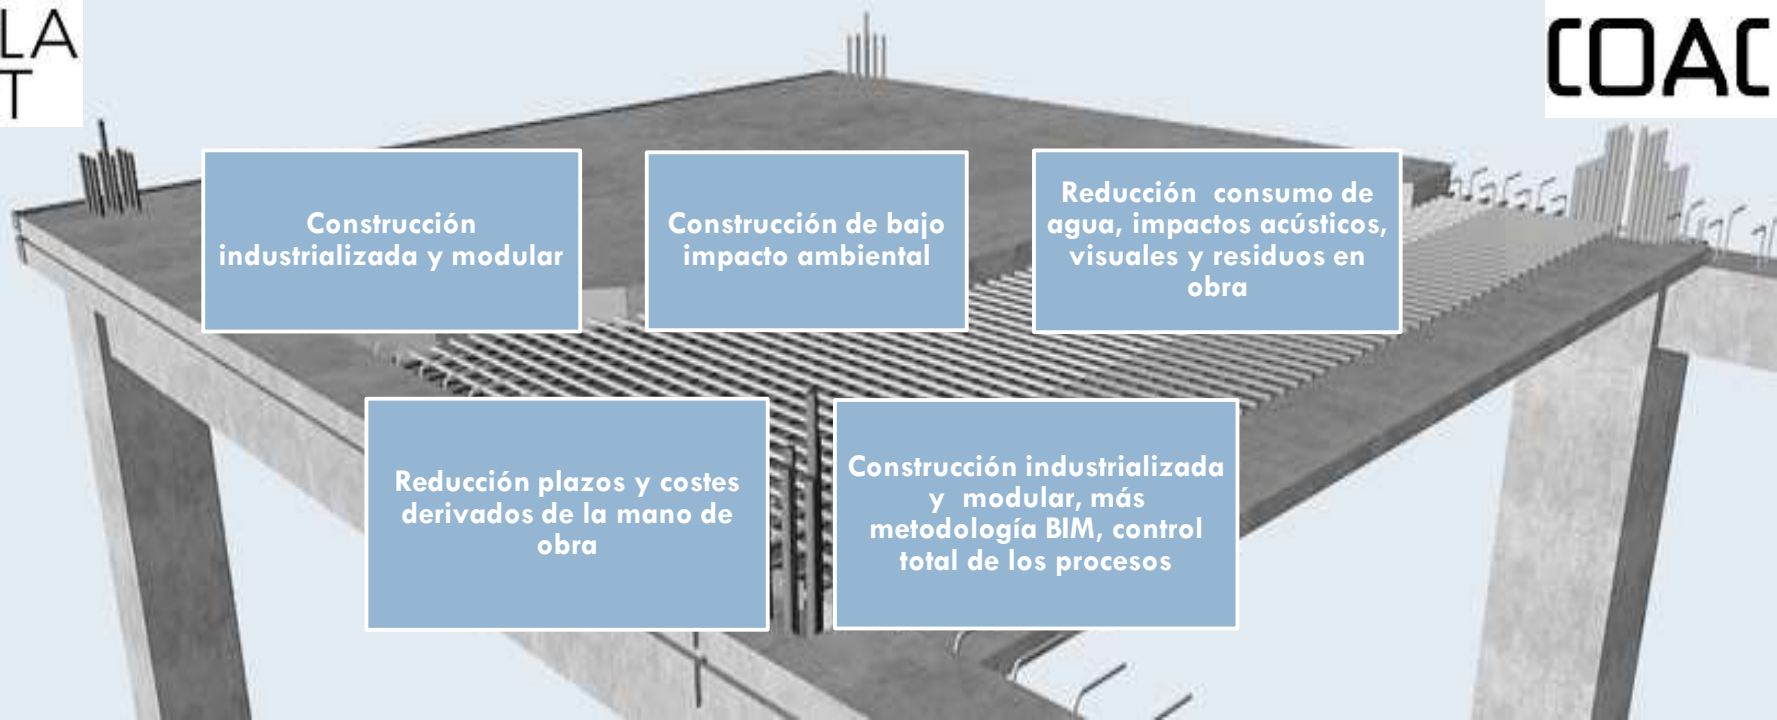 LA
T
COAC
Construcción
industrializada y modular
Construcción de bajo
impacto ambiental
Reducción  consumo de
agua, impactos acústicos,
visuales y residuos en
obra
Reducción plazos y costes
derivados de la mano de
obra
Construcción industrializada
y  modular, más
metodología BIM, control
total de los procesos